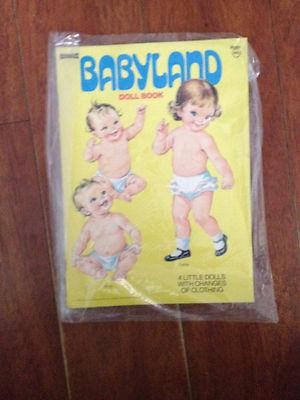 BABYLAND
DOLL BOOK
4 LITTLE DOLLS
WITH CHANGES
OF CLOTHING